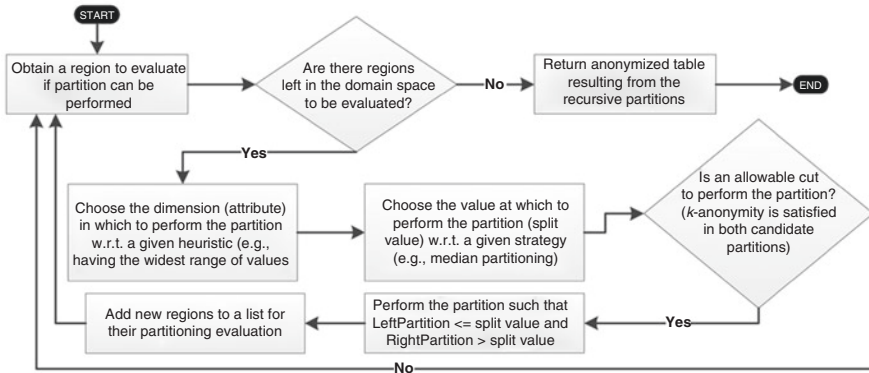 START
Obtain a region to evaluate
if partition can be
performed
Are there regions
left in the domain space
to be evaluated?
No
Return anonymized table
resulting from the
recursive partitions
END
Yes
Choose the dimension (attribute)
in which to perform the partition
w.r.t. a given heuristic (e.g.,
having the widest range of values
Choose the value at which to
perform the partition (split
value) w.r.t. a given strategy
(e.g., median partitioning)
Is an allowable cut
to perform the partition?
(k-anonymity is satisfied
in both candidate
partitions)
Yes
Perform the partition such that
LeftPartition <= split value and
RightPartition > split value
Add new regions to a list for
their partitioning evaluation
No